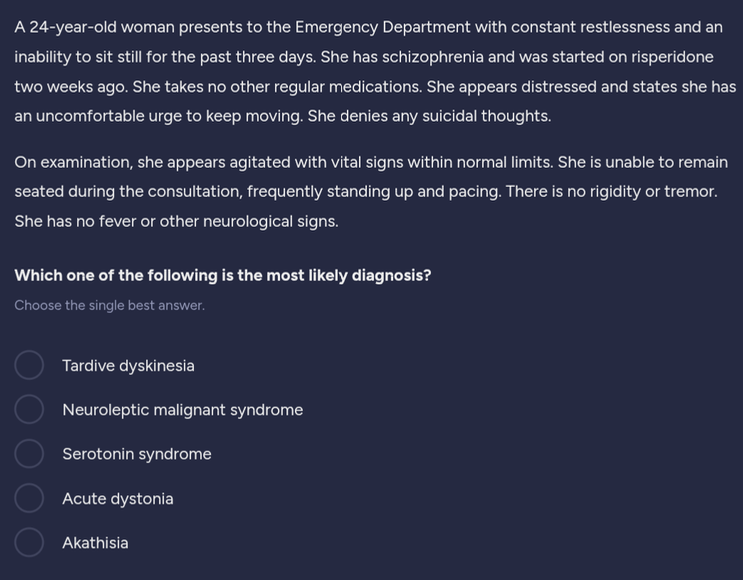 A 24-year-old woman presents to the Emergency Department with constant restlessness and an
inability to sit still for the past three days. She has schizophrenia and was started on risperidone
two weeks ago. She takes no other regular medications. She appears distressed and states she has
an uncomfortable urge to keep moving. She denies any suicidal thoughts.
On examination, she appears agitated with vital signs within normal limits. She is unable to remain
seated during the consultation, frequently standing up and pacing. There is no rigidity or tremor.
She has no fever or other neurological signs.
Which one of the following is the most likely diagnosis?
Choose the single best answer.
Tardive dyskinesia
Neuroleptic malignant syndrome
Serotonin syndrome
Acute dystonia
Akathisia